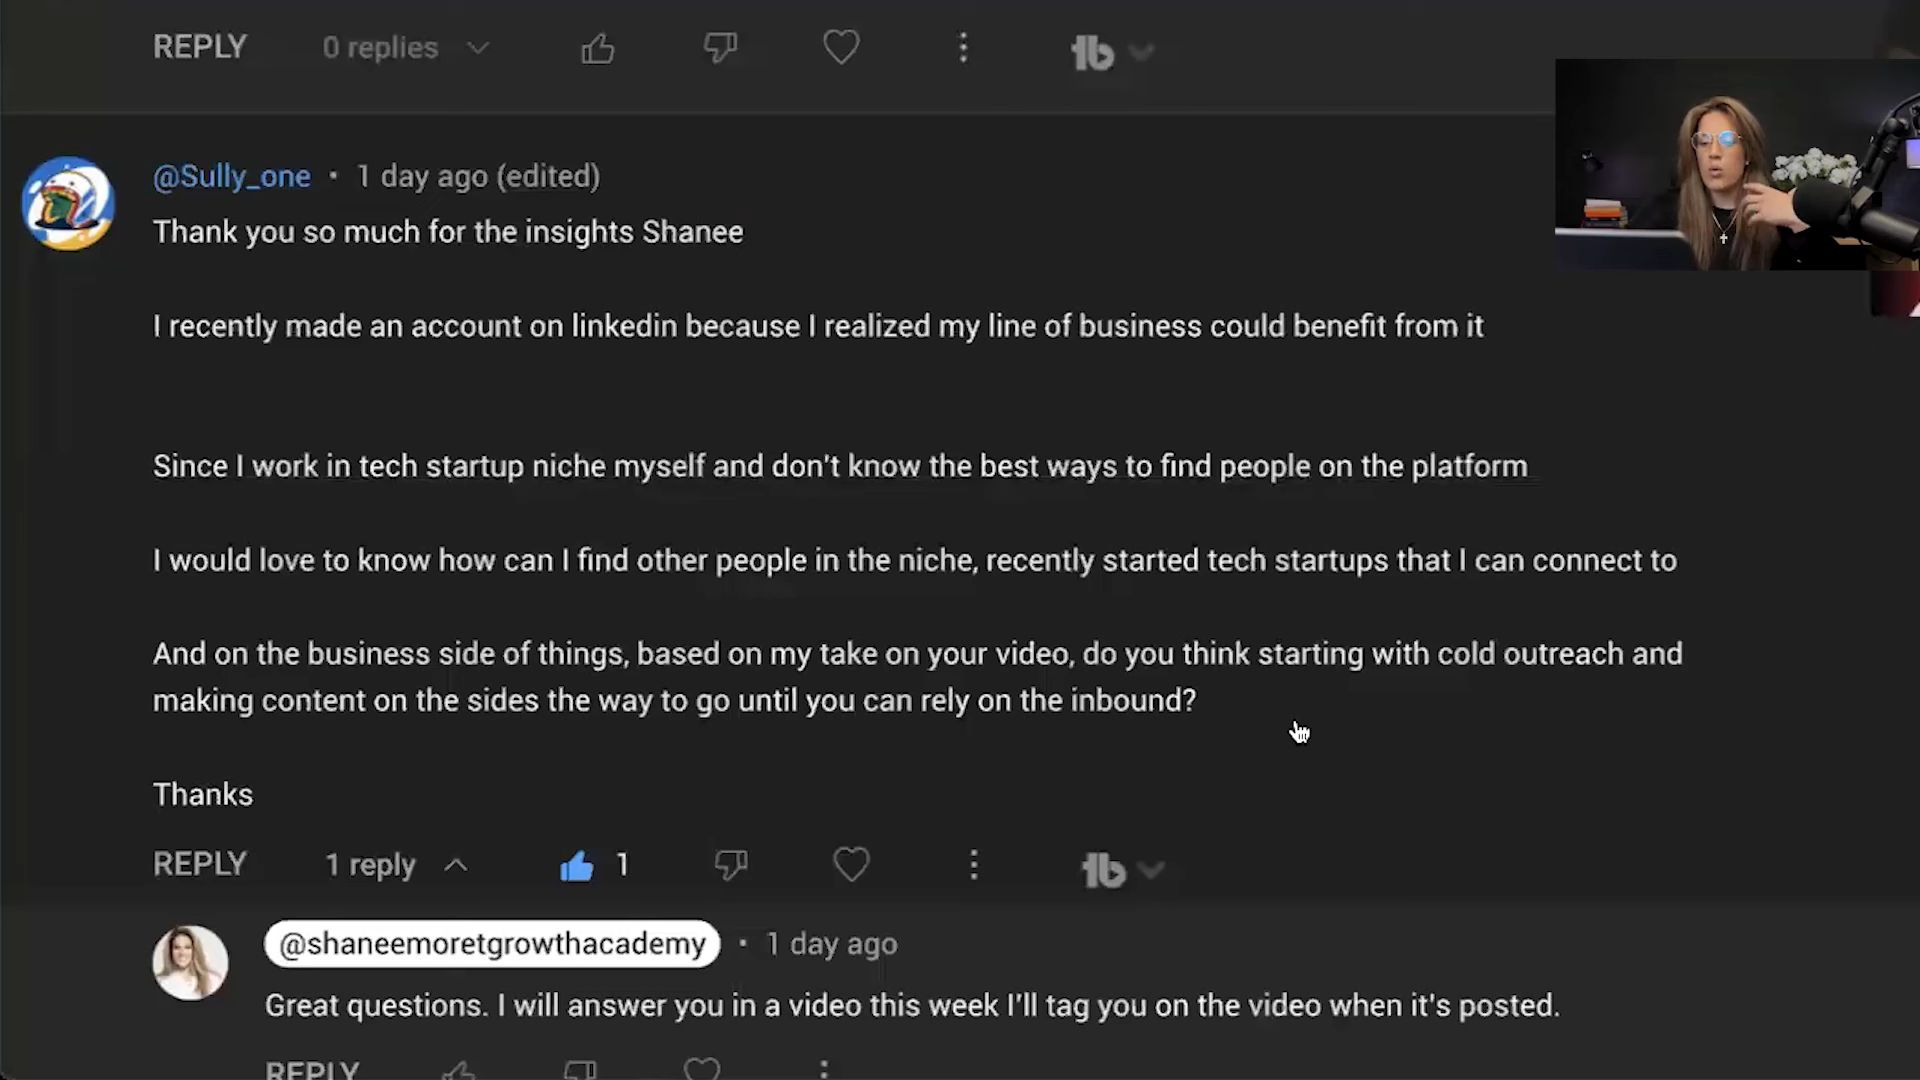 REPLY 0 replies
@Sully_one · 1 day ago (edited)
Thank you so much for the insights Shanee
I recently made an account on linkedin because I realized my line of business could benefit from it
Since I work in tech startup niche myself and don't know the best ways to find people on the platform
I would love to know how can I find other people in the niche, recently started tech startups that I can connect to
And on the business side of things, based on my take on your video, do you think starting with cold outreach and
making content on the sides the way to go until you can rely on the inbound?
Thanks
REPLY 1 reply 1
@shaneemoretgrowthacademy · 1 day ago
Great questions. I will answer you in a video this week I'll tag you on the video when it's posted.
REPLY